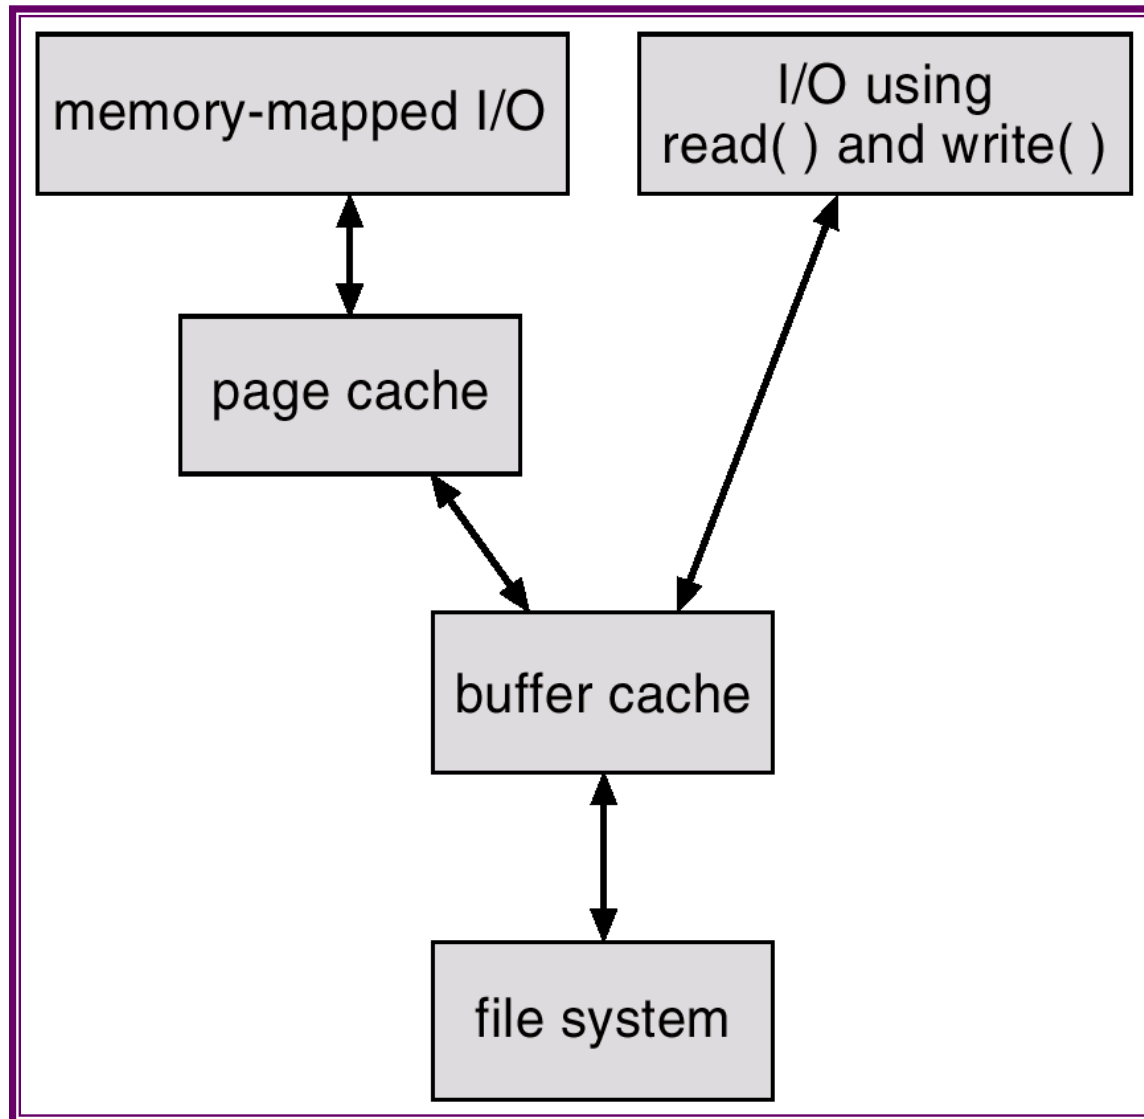 memory-mapped I/O
I/O using
read( ) and write( )
page cache
buffer cache
file system